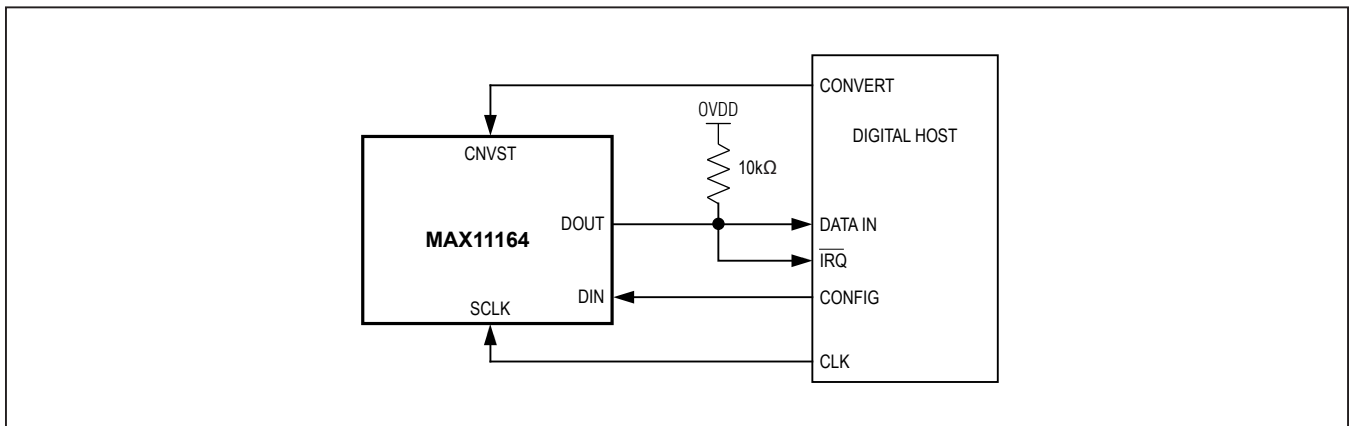 CONVERT
OVDD
DIGITAL HOST
CNVST
10kΩ
DOUT
DATA IN
MAX11164
IRQ
DIN
CONFIG
SCLK
CLK